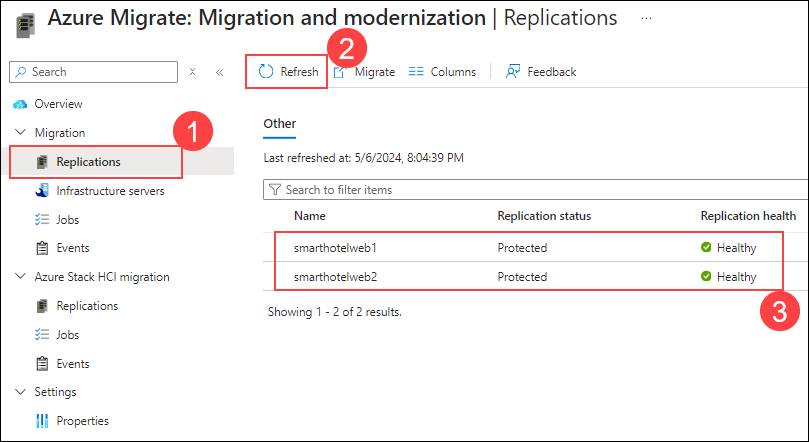 Azure Migrate: Migration and modernization | Replications ...
2
Search
Refresh
Migrate
Columns
Feedback
Overview
Migration
1
Replications
Infrastructure servers
Jobs
Events
Azure Stack HCI migration
Replications
Jobs
Events
Settings
Properties
Other
Last refreshed at: 5/6/2024, 8:04:39 PM
Search to filter items
Name Replication status Replication health
smarthotelweb1 Protected Healthy
smarthotelweb2 Protected Healthy
3
Showing 1 - 2 of 2 results.